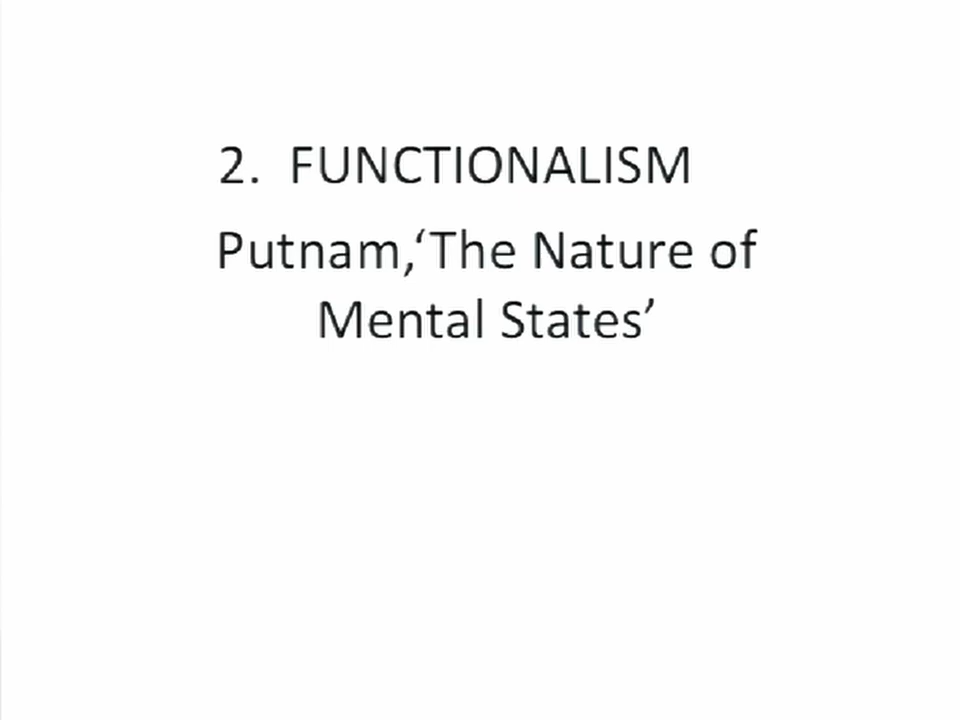 2. FUNCTIONALISM
Putnam,‘The Nature of
Mental States’